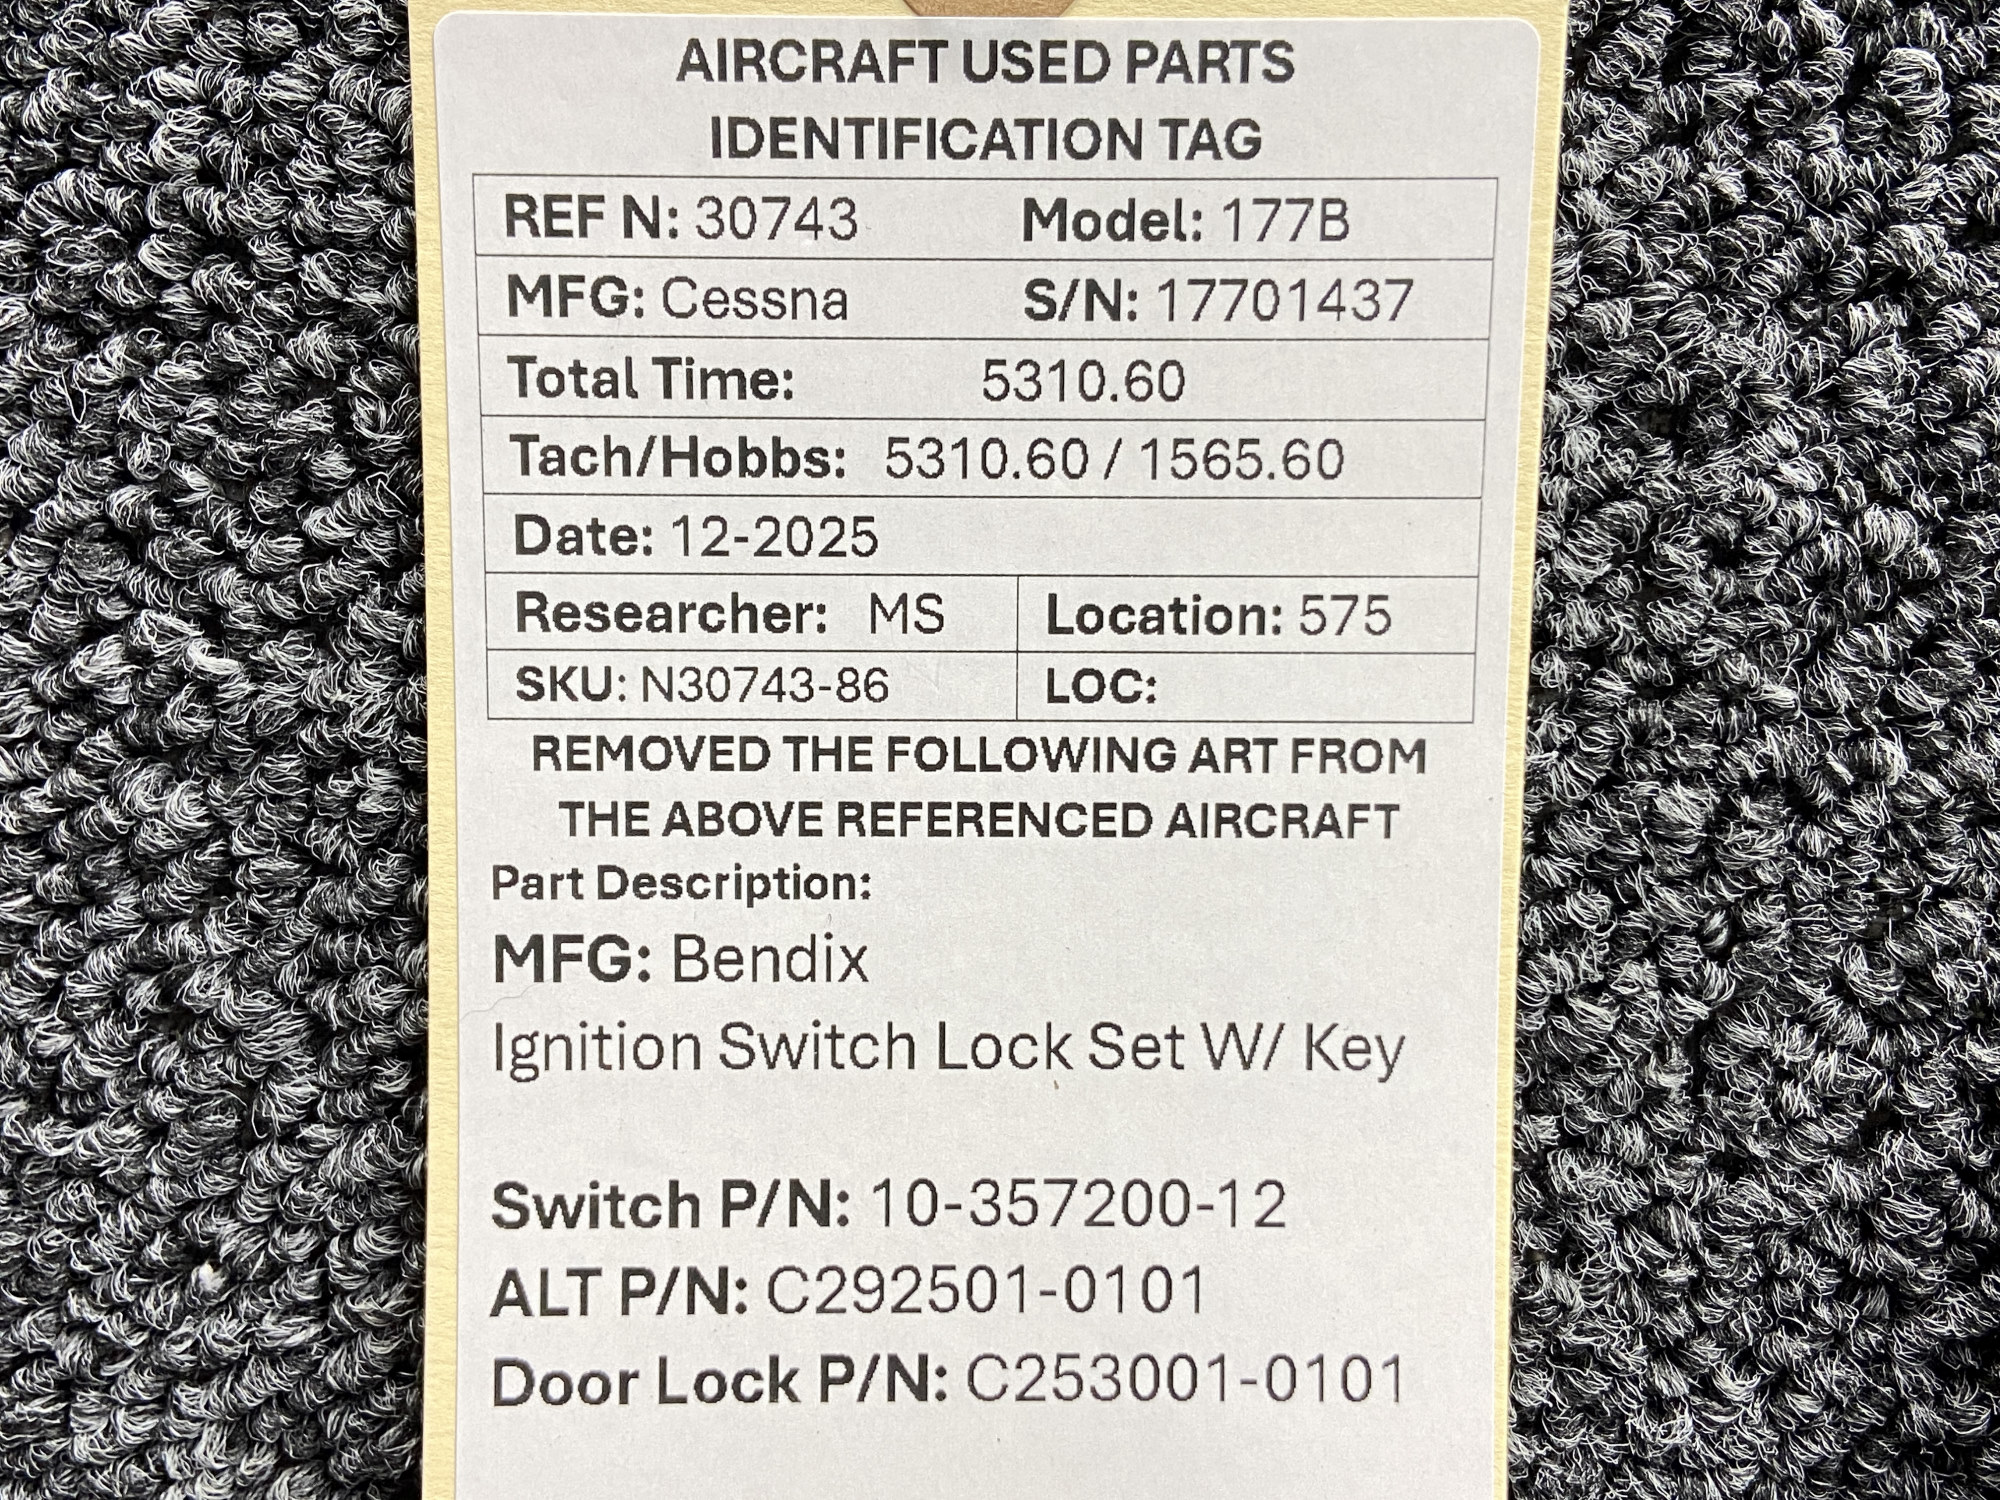 AIRCRAFT USED PARTS
IDENTIFICATION TAG
REF N: 30743 Model: 177B
MFG: Cessna S/N: 17701437
Total Time: 5310.60
Tach/Hobbs: 5310.60 / 1565.60
Date: 12-2025
Researcher: MS Location: 575
SKU: N30743-86 LOC:
REMOVED THE FOLLOWING ART FROM
THE ABOVE REFERENCED AIRCRAFT
Part Description:
MFG: Bendix
Ignition Switch Lock Set W/ Key
Switch P/N: 10-357200-12
ALT P/N: C292501-0101
Door Lock P/N: C253001-0101